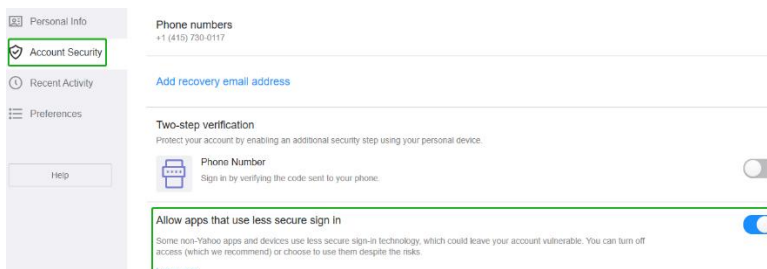 Personal Info
Account Security
Recent Activity
Preferences
Help
Phone numbers
+1 (415) 730-0117
Add recovery email address
Two-step verification
Protect your account by enabling an additional security step using your personal device.
Phone Number
Sign in by verifying the code sent to your phone.
Allow apps that use less secure sign in
Some non-Yahoo apps and devices use less secure sign-in technology, which could leave your account vulnerable. You can turn off
access (which we recommend) or choose to use them despite the risks.